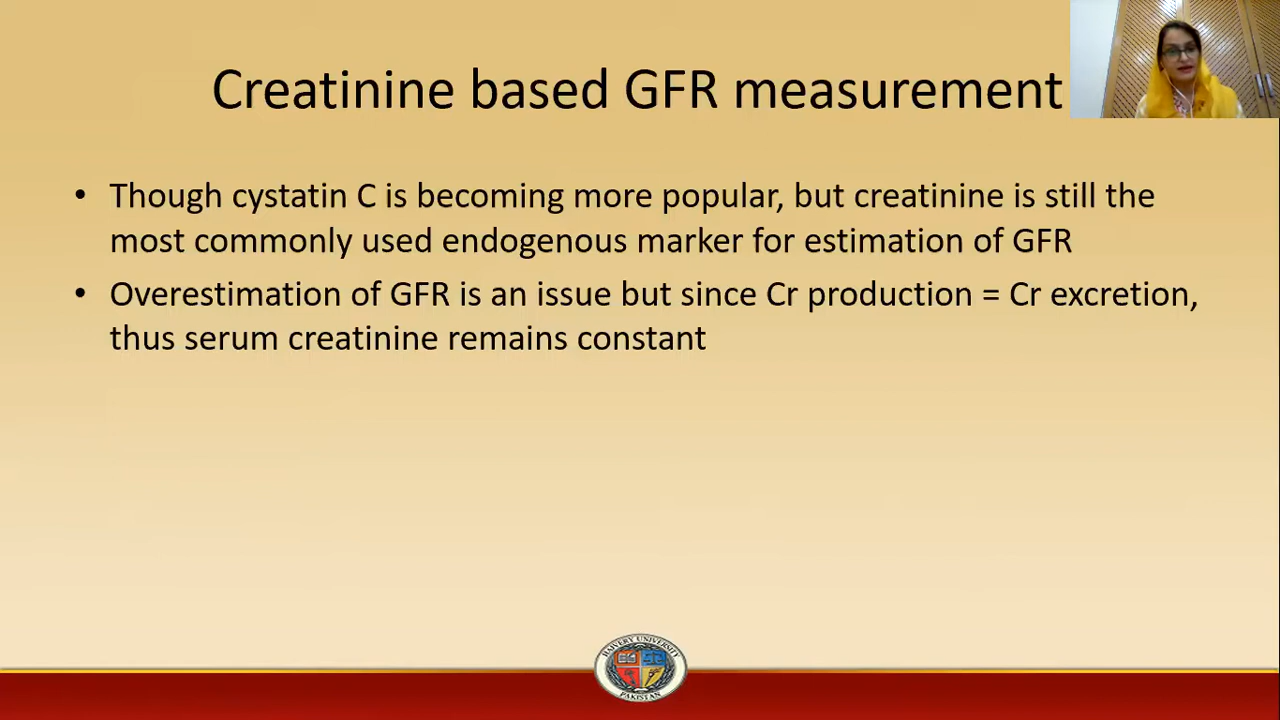 Creatinine based GFR measurement
• Though cystatin C is becoming more popular, but creatinine is still the
most commonly used endogenous marker for estimation of GFR
• Overestimation of GFR is an issue but since Cr production = Cr excretion,
thus serum creatinine remains constant
UNIVERSITY
PAKISTAN